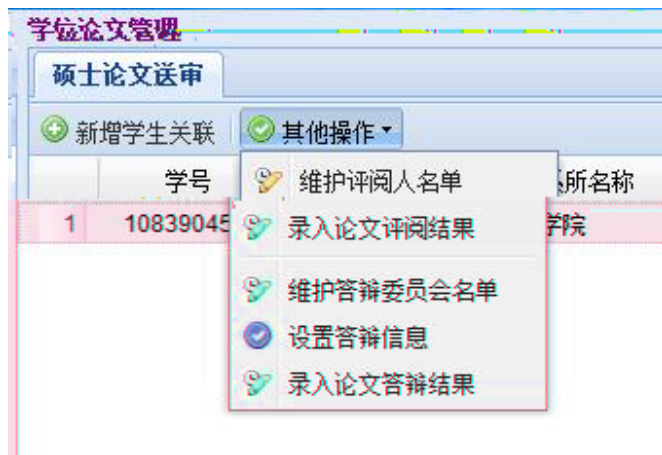 学位论文管理
硕士论文送审
新增学生关联 其他操作
学号 系所名称
维护评阅人名单
1 10839045 学院
录入论文评阅结果
维护答辩委员会名单
设置答辩信息
录入论文答辩结果